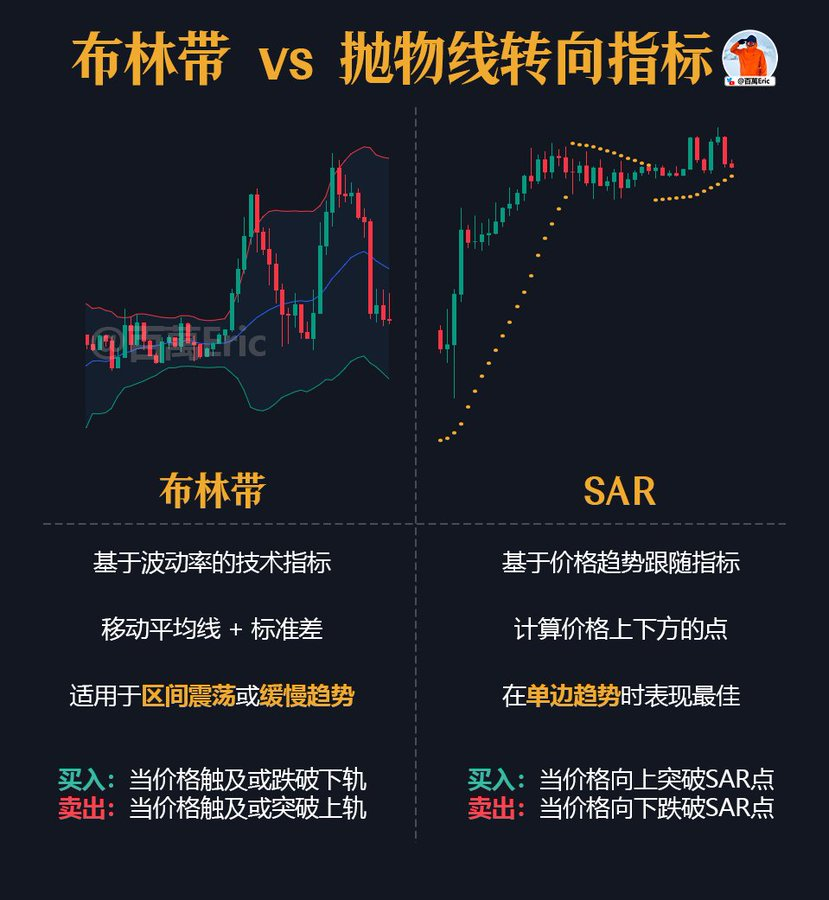 布林带 vs 抛物线转向指标
@百萬Eric
@百萬Eric
布林带
基于波动率的技术指标
移动平均线 + 标准差
适用于区间震荡或缓慢趋势
买入：当价格触及或跌破下轨
卖出：当价格触及或突破上轨
SAR
基于价格趋势跟随指标
计算价格上下方的点
在单边趋势时表现最佳
买入：当价格向上突破SAR点
卖出：当价格向下跌破SAR点